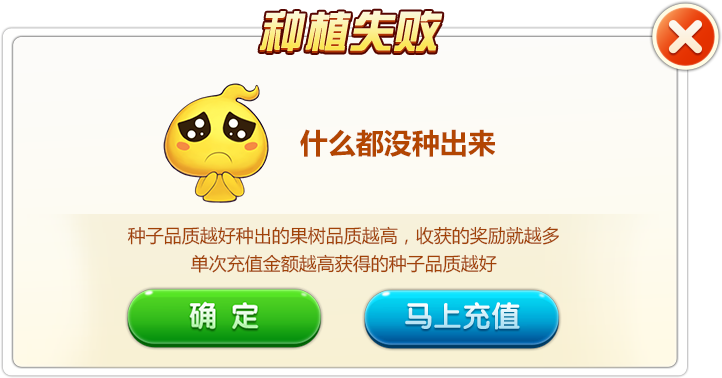 种植失败
什么都没种出来
种子品质越好种出的果树品质越高，收获的奖励就越多
单次充值金额越高获得的种子品质越好
确 定
马上充值